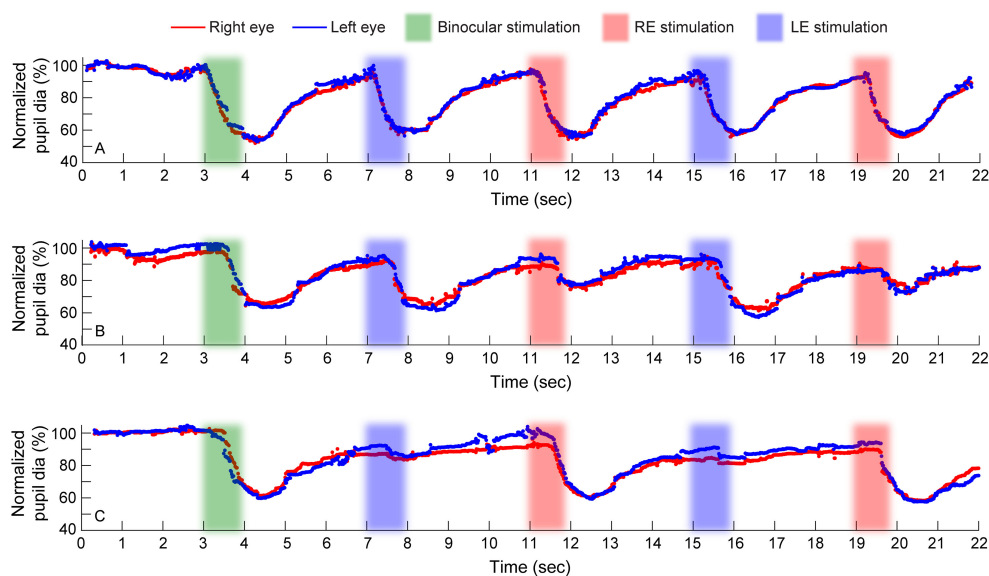 Right eye Left eye Binocular stimulation RE stimulation LE stimulation
Normalized
pupil dia (%)
100
80
60
40
A
0 1 2 3 4 5 6 7 8 9 10 11 12 13 14 15 16 17 18 19 20 21 22
Time (sec)
Normalized
pupil dia (%)
100
80
60
40
B
0 1 2 3 4 5 6 7 8 9 10 11 12 13 14 15 16 17 18 19 20 21 22
Time (sec)
Normalized
pupil dia (%)
100
80
60
40
C
0 1 2 3 4 5 6 7 8 9 10 11 12 13 14 15 16 17 18 19 20 21 22
Time (sec)